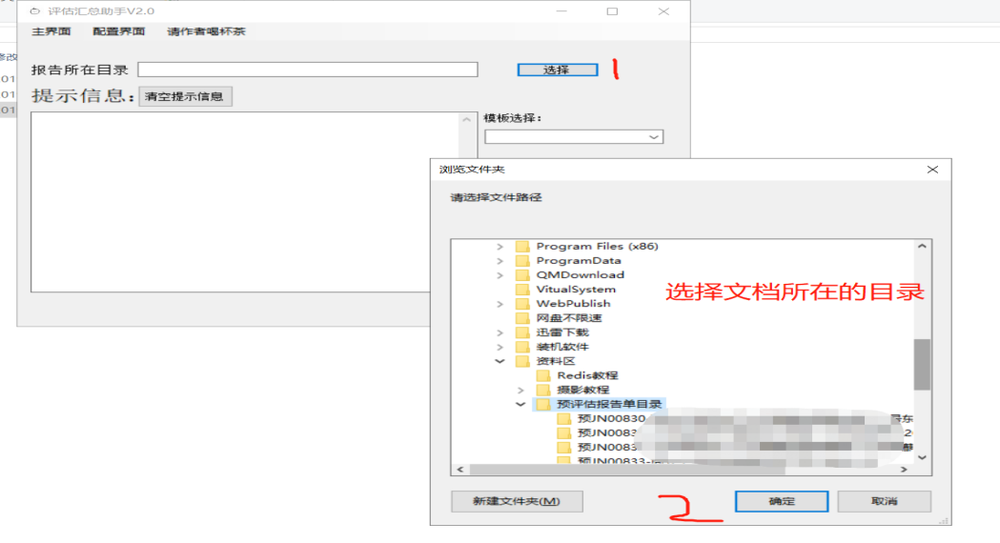 评估汇总助手V2.0
主界面 配置界面 请作者喝杯茶
修改
报告所在目录 选择 1
01
提示信息: 清空提示信息
01
01
模板选择:
浏览文件夹
请选择文件路径
Program Files (x86)
ProgramData
QMDownload
VitualSystem
选择文档所在的目录
WebPublish
网盘不限速
迅雷下载
装机软件
资料区
Redis教程
摄影教程
预评估报告单目录
预JN00830
预JN0083
预JN0083
预JN00833-
新建文件夹(M) 2 确定 取消